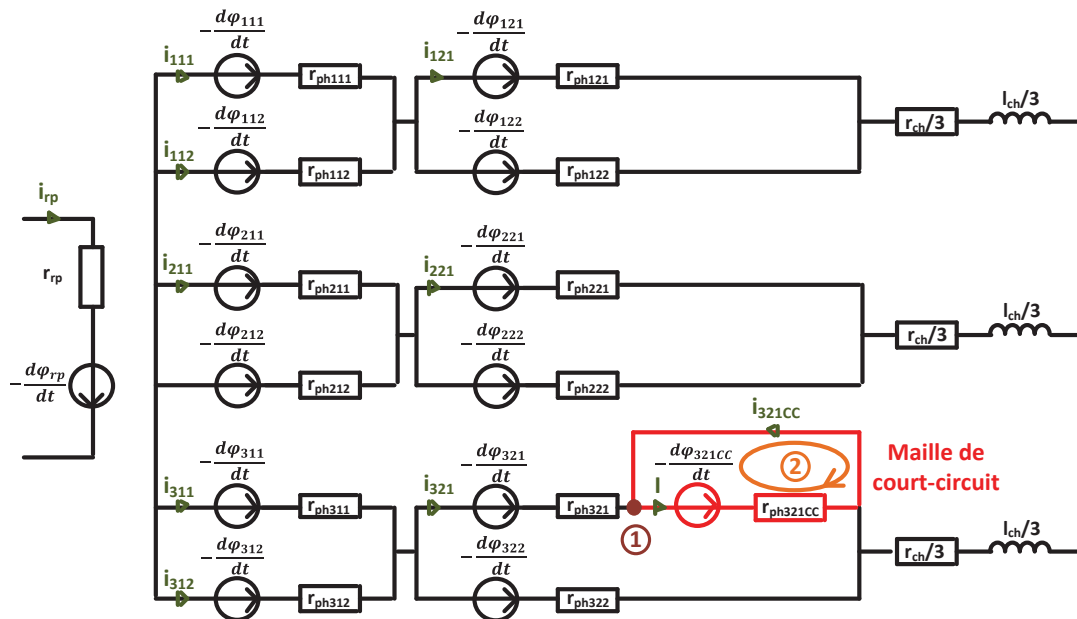 -dφ111/dt
i111
rph111
-dφ121/dt
i121
rph121
-dφ112/dt
i112
rph112
-dφ122/dt
rph122
rch/3
lch/3
irp
rrp
-dφrp/dt
-dφ211/dt
i211
rph211
-dφ221/dt
i221
rph221
-dφ212/dt
rph212
-dφ222/dt
rph222
rch/3
lch/3
i321CC
Maille de
court-circuit
-dφ311/dt
i311
rph311
-dφ321/dt
i321
rph321
1
I
-dφ321CC/dt
2
rph321CC
-dφ312/dt
i312
rph312
-dφ322/dt
rph322
rch/3
lch/3